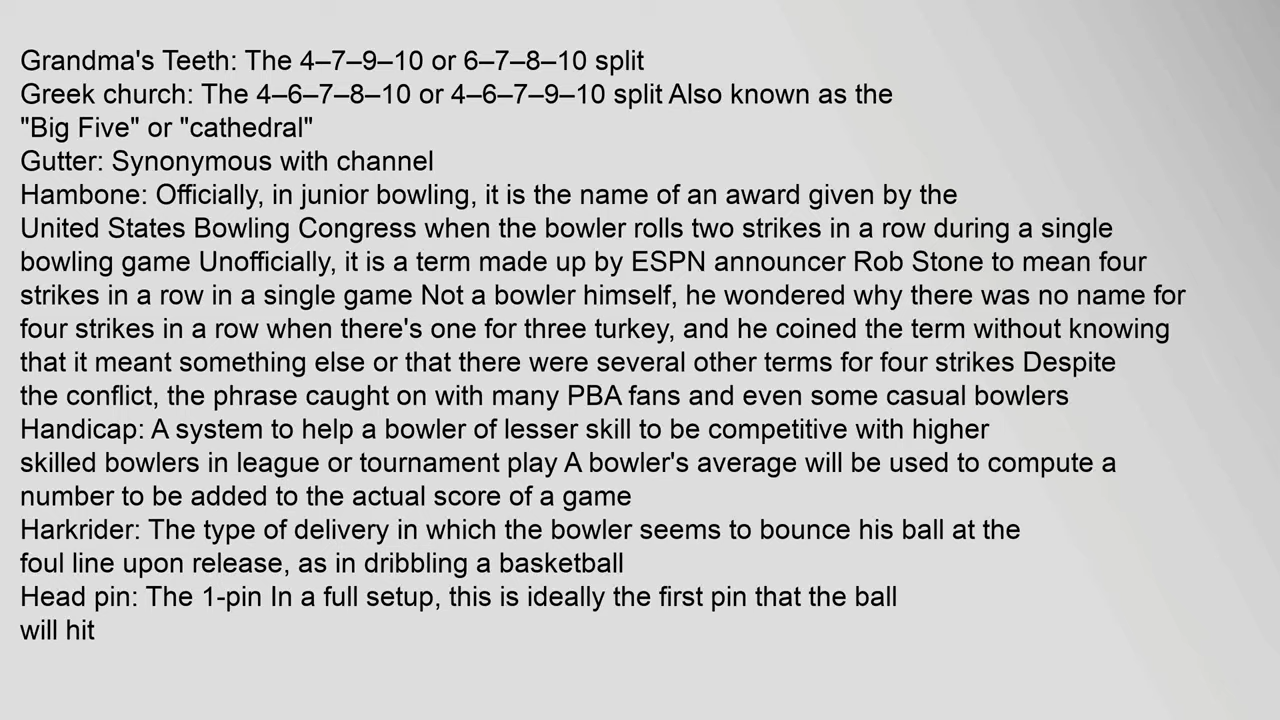 Grandma's Teeth: The 4–7–9–10 or 6–7–8–10 split
Greek church: The 4–6–7–8–10 or 4–6–7–9–10 split Also known as the
"Big Five" or "cathedral"
Gutter: Synonymous with channel
Hambone: Officially, in junior bowling, it is the name of an award given by the
United States Bowling Congress when the bowler rolls two strikes in a row during a single
bowling game Unofficially, it is a term made up by ESPN announcer Rob Stone to mean four
strikes in a row in a single game Not a bowler himself, he wondered why there was no name for
four strikes in a row when there's one for three turkey, and he coined the term without knowing
that it meant something else or that there were several other terms for four strikes Despite
the conflict, the phrase caught on with many PBA fans and even some casual bowlers
Handicap: A system to help a bowler of lesser skill to be competitive with higher
skilled bowlers in league or tournament play A bowler's average will be used to compute a
number to be added to the actual score of a game
Harkrider: The type of delivery in which the bowler seems to bounce his ball at the
foul line upon release, as in dribbling a basketball
Head pin: The 1-pin In a full setup, this is ideally the first pin that the ball
will hit